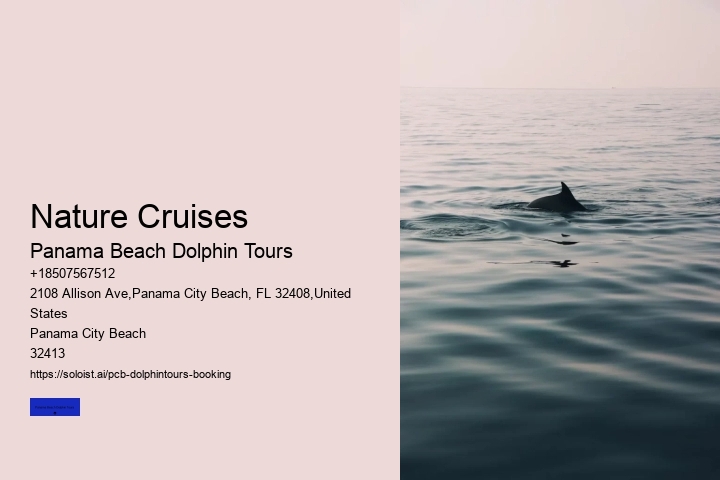 Nature Cruises
Panama Beach Dolphin Tours
+18507567512
2108 Allison Ave,Panama City Beach, FL 32408,United
States
Panama City Beach
32413
https://soloist.ai/pcb-dolphintours-booking